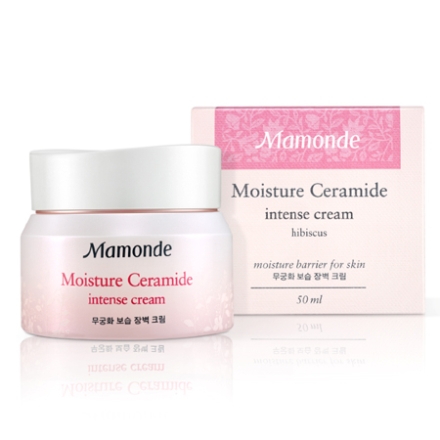 Mamonde
Moisture Ceramide
intense cream
무궁화 보습 장벽 크림
Mamonde
Moisture Ceramide
intense cream
hibiscus
moisture barrier for skin
무궁화 보습 장벽 크림
50 ml